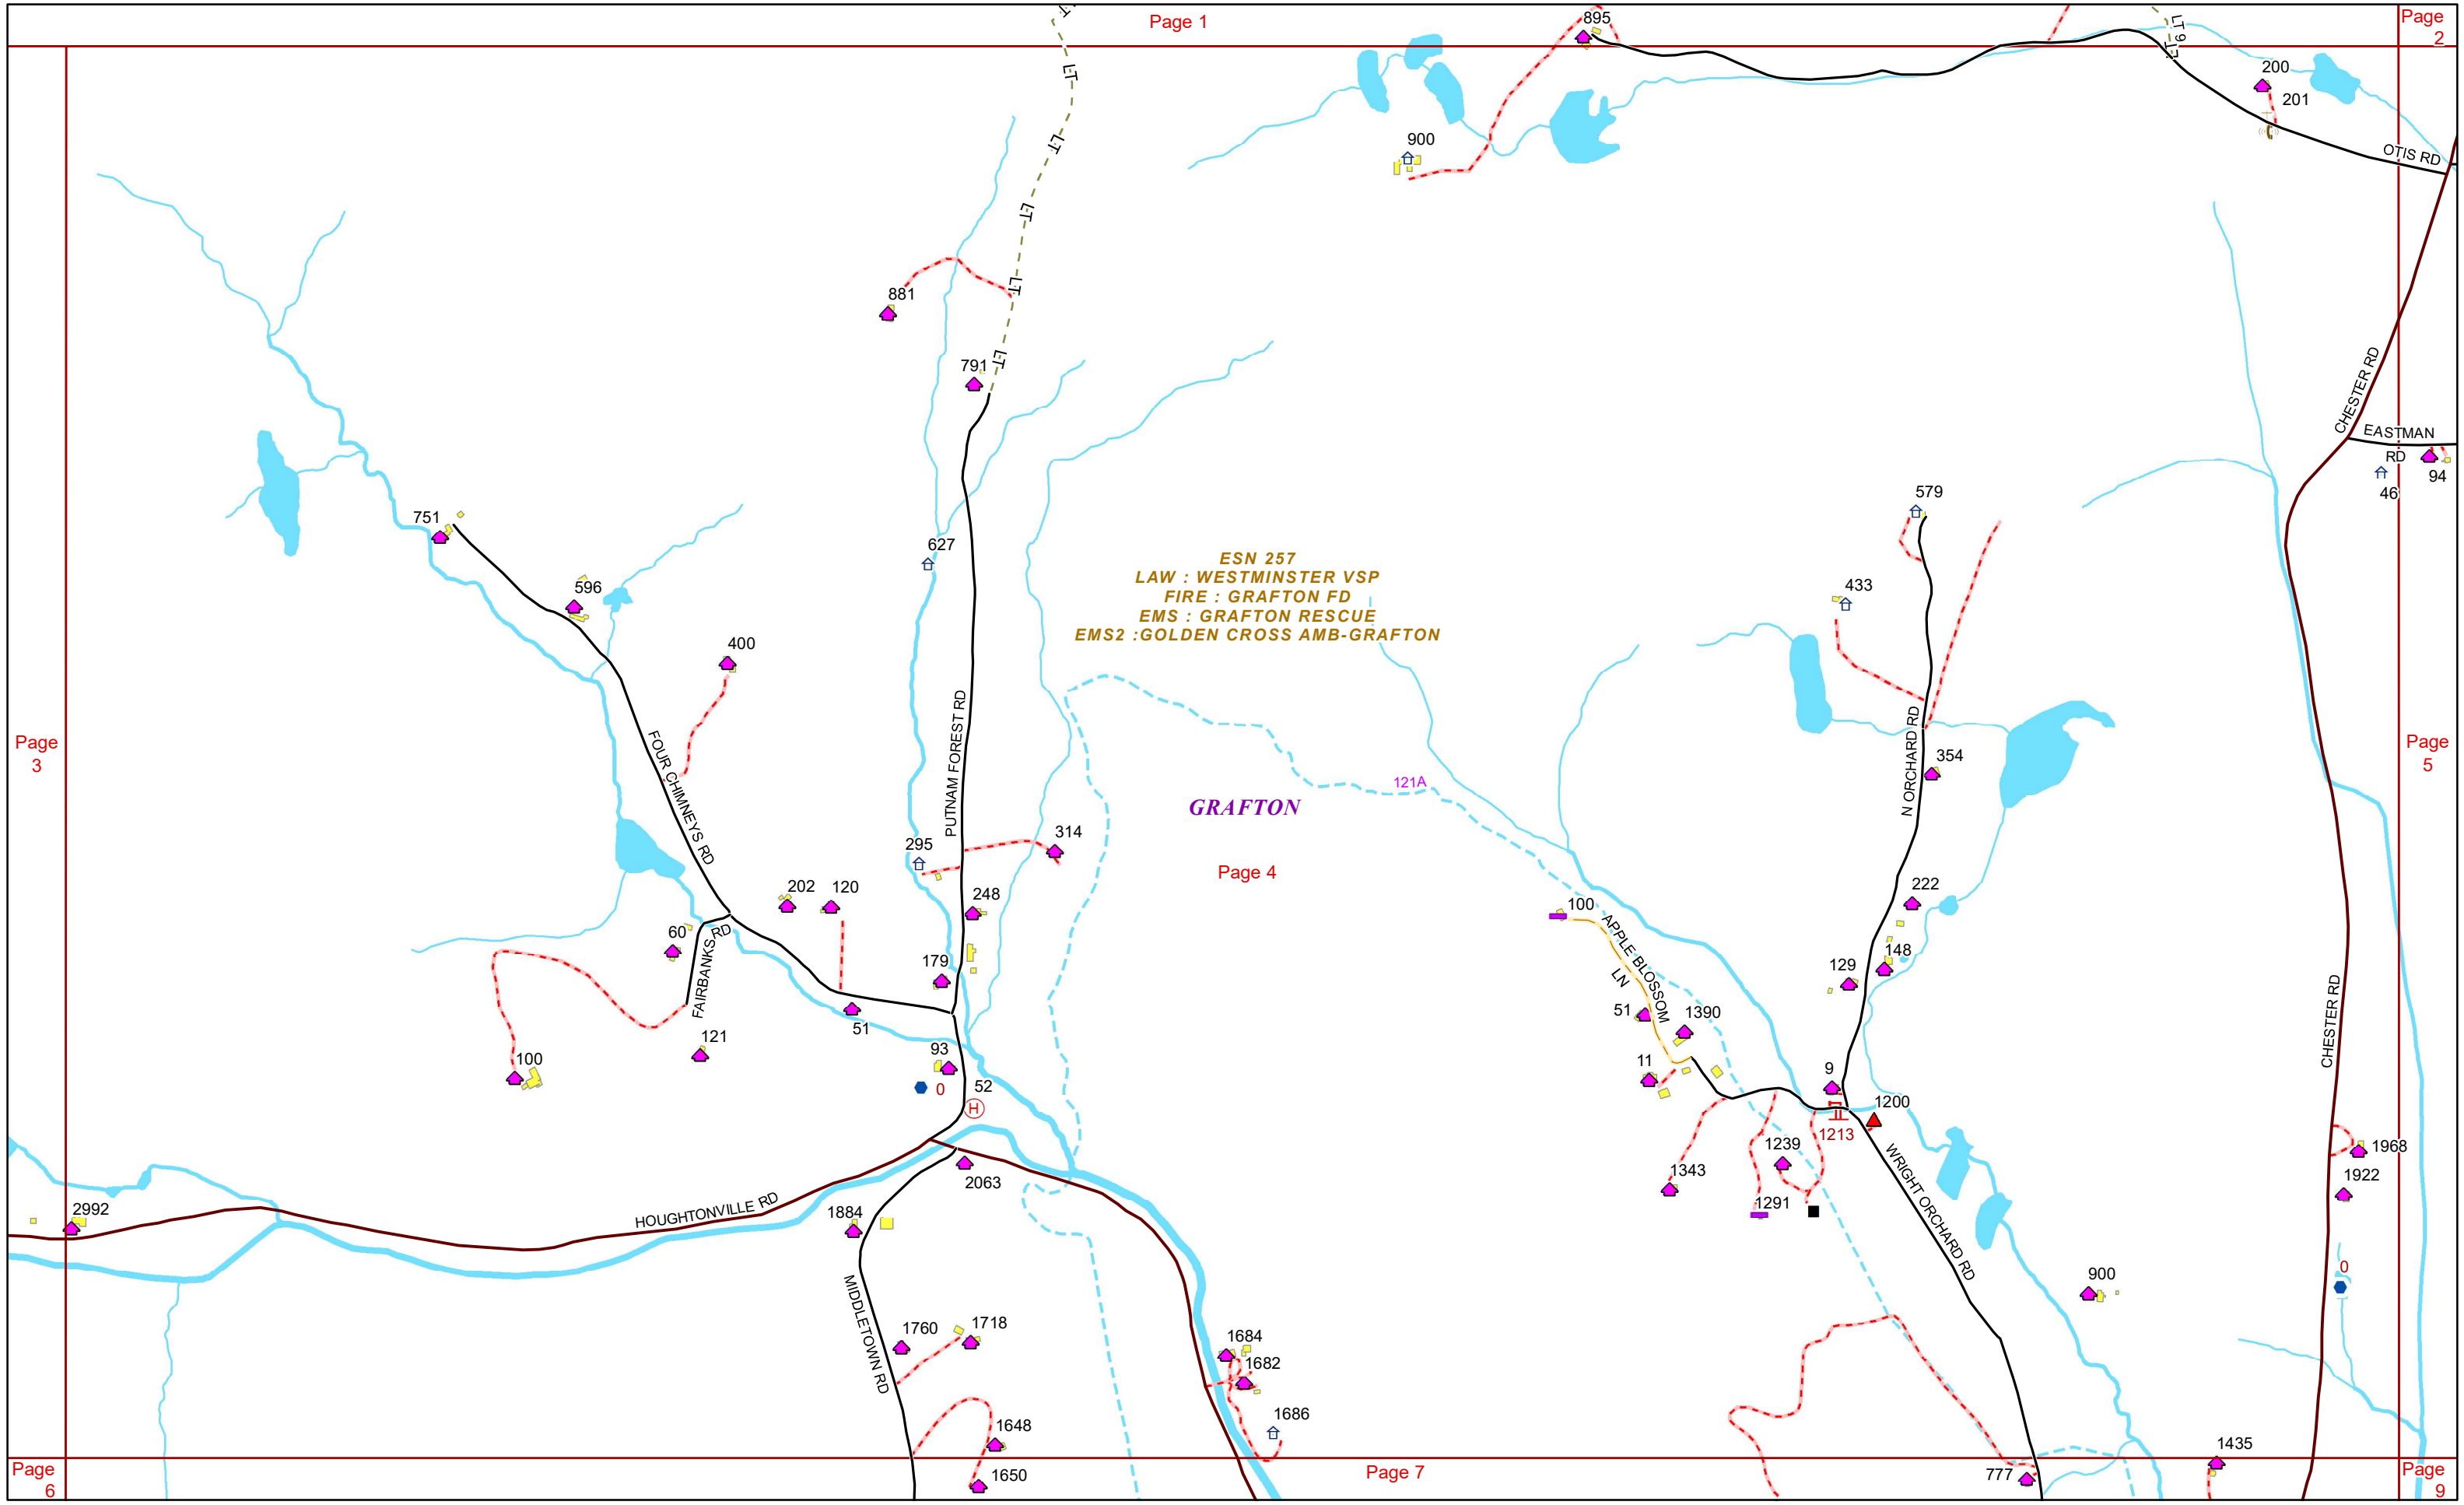 Page 1
895
Page
2
LT
LT 9 LT
LT
200
201
900
LT
OTIS RD
LT
881
LT
791
LT
CHESTER RD
EASTMAN
RD
46
94
751
579
627
596
433
ESN 257
LAW : WESTMINSTER VSP
FIRE : GRAFTON FD
EMS : GRAFTON RESCUE
EMS2 :GOLDEN CROSS AMB-GRAFTON
400
Page
3
FOUR CHIMNEYS RD
PUTNAM FOREST RD
N ORCHARD RD
354
Page
5
121A
GRAFTON
295
314
Page 4
202
120
248
222
100
APPLE BLOSSOM
LN
60
FAIRBANKS RD
179
148
129
CHESTER RD
51
51
1390
121
93
11
9
100
0
52
H
1200
1213
1239
1968
2063
1343
1922
2992
HOUGHTONVILLE RD
1884
1291
WRIGHT ORCHARD RD
0
900
MIDDLETOWN RD
1760
1718
1684
1682
1686
1648
1435
Page
6
1650
Page 7
777
Page
9